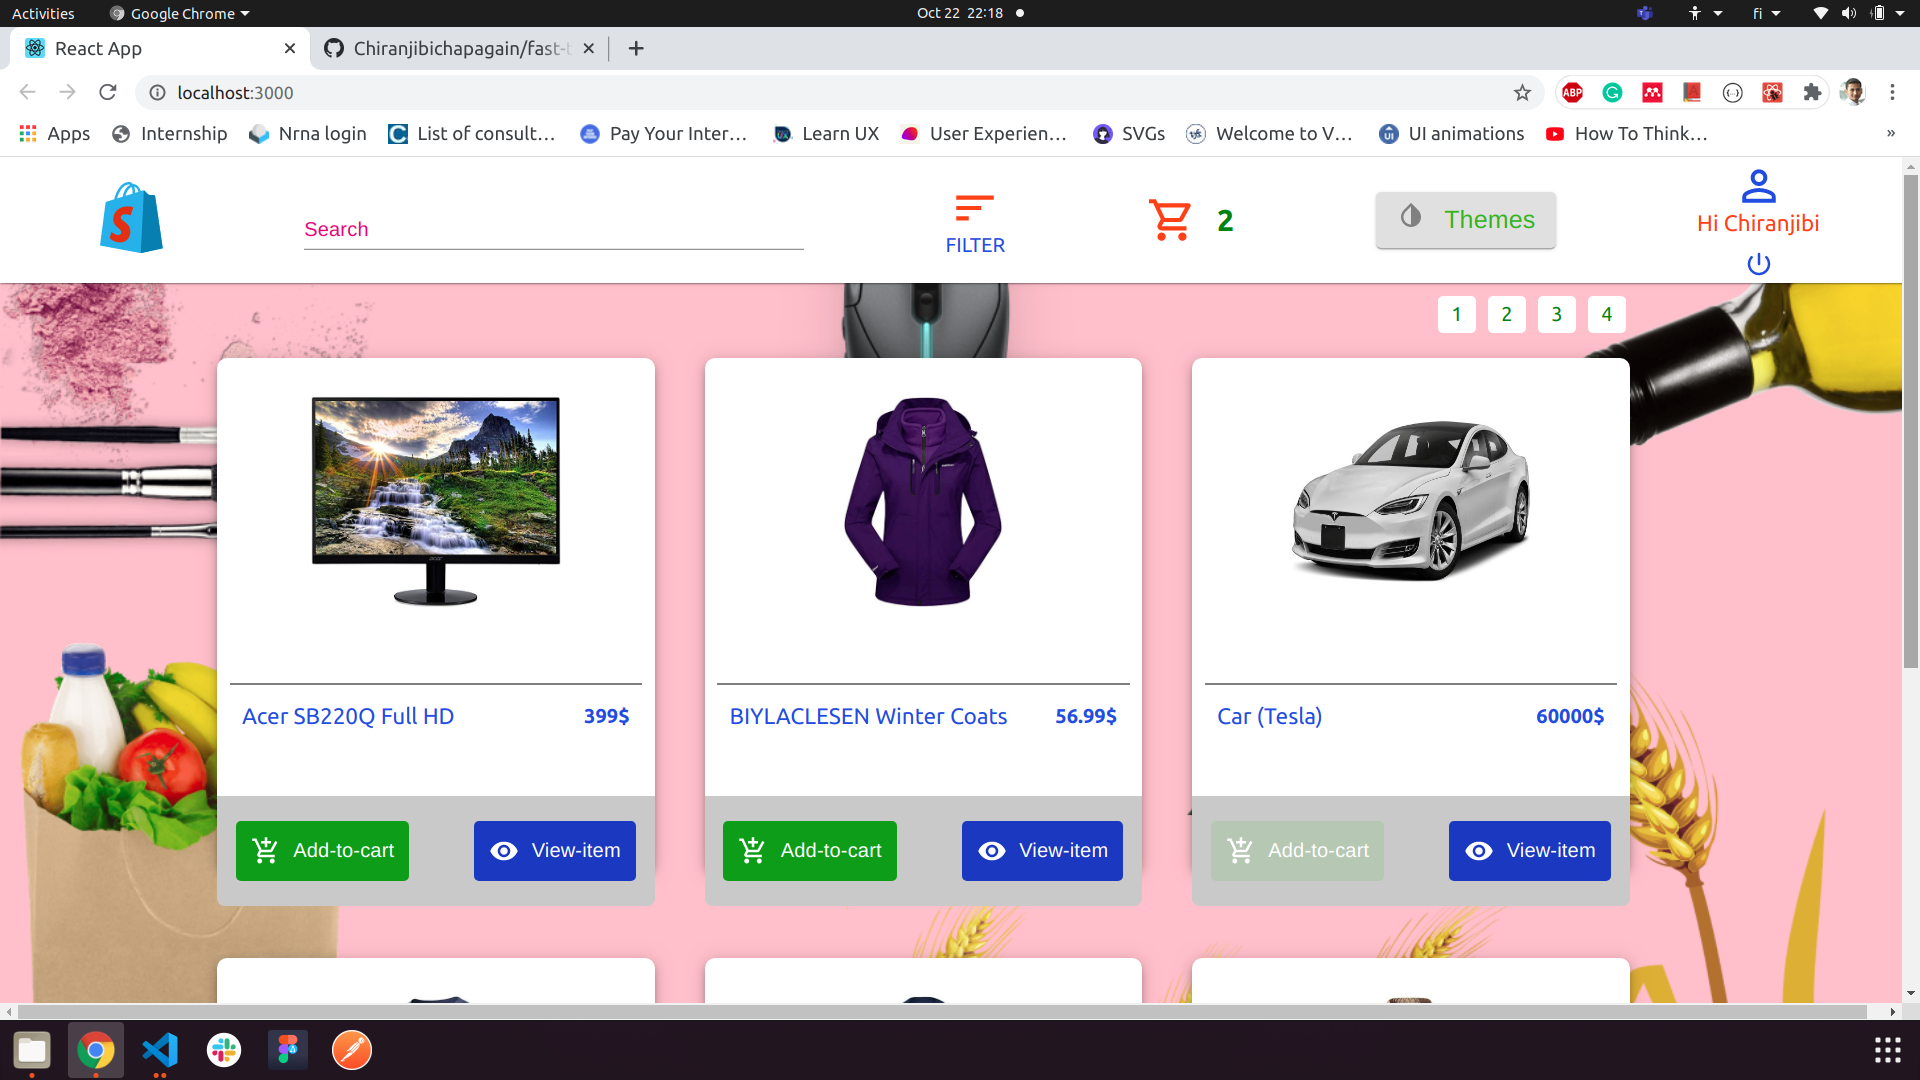 Activities Google Chrome Oct 22 22:18 fi
React App Chiranjibichapagain/fast-t
localhost:3000 ABP
Apps Internship Nrna login List of consult… Pay Your Inter… Learn UX User Experien… SVGs Welcome to V… UI animations How To Think… »
S Search FILTER 2 Themes Hi Chiranjibi
1 2 3 4
Acer SB220Q Full HD 399$ BIYLACLESEN Winter Coats 56.99$ Car (Tesla) 60000$
Add-to-cart View-item Add-to-cart View-item Add-to-cart View-item